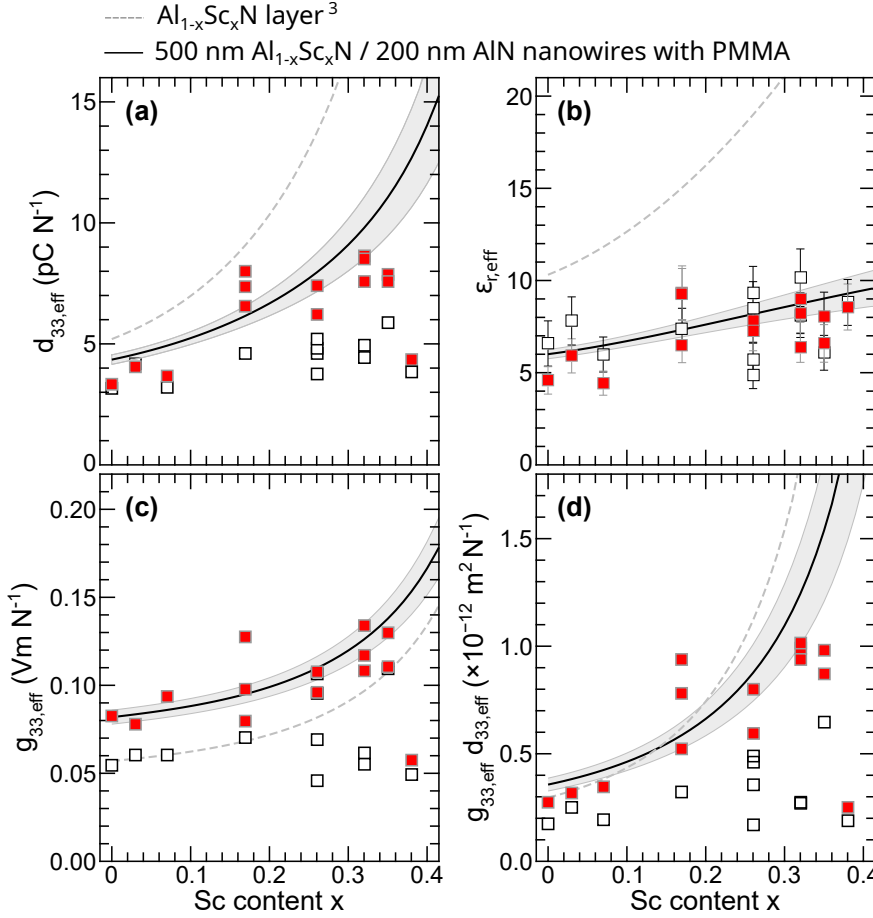 Al₁₋ₓScₓN layer ³
500 nm Al₁₋ₓScₓN / 200 nm AlN nanowires with PMMA
(a)
d₃₃,eff (pC N⁻¹)
15
10
5
0
(b)
εᵣ,eff
20
15
10
5
0
(c)
g₃₃,eff (Vm N⁻¹)
0.20
0.15
0.10
0.05
0.00
0 0.1 0.2 0.3 0.4
Sc content x
(d)
g₃₃,eff d₃₃,eff (×10⁻¹² m² N⁻¹)
1.5
1.0
0.5
0.0
0 0.1 0.2 0.3 0.4
Sc content x